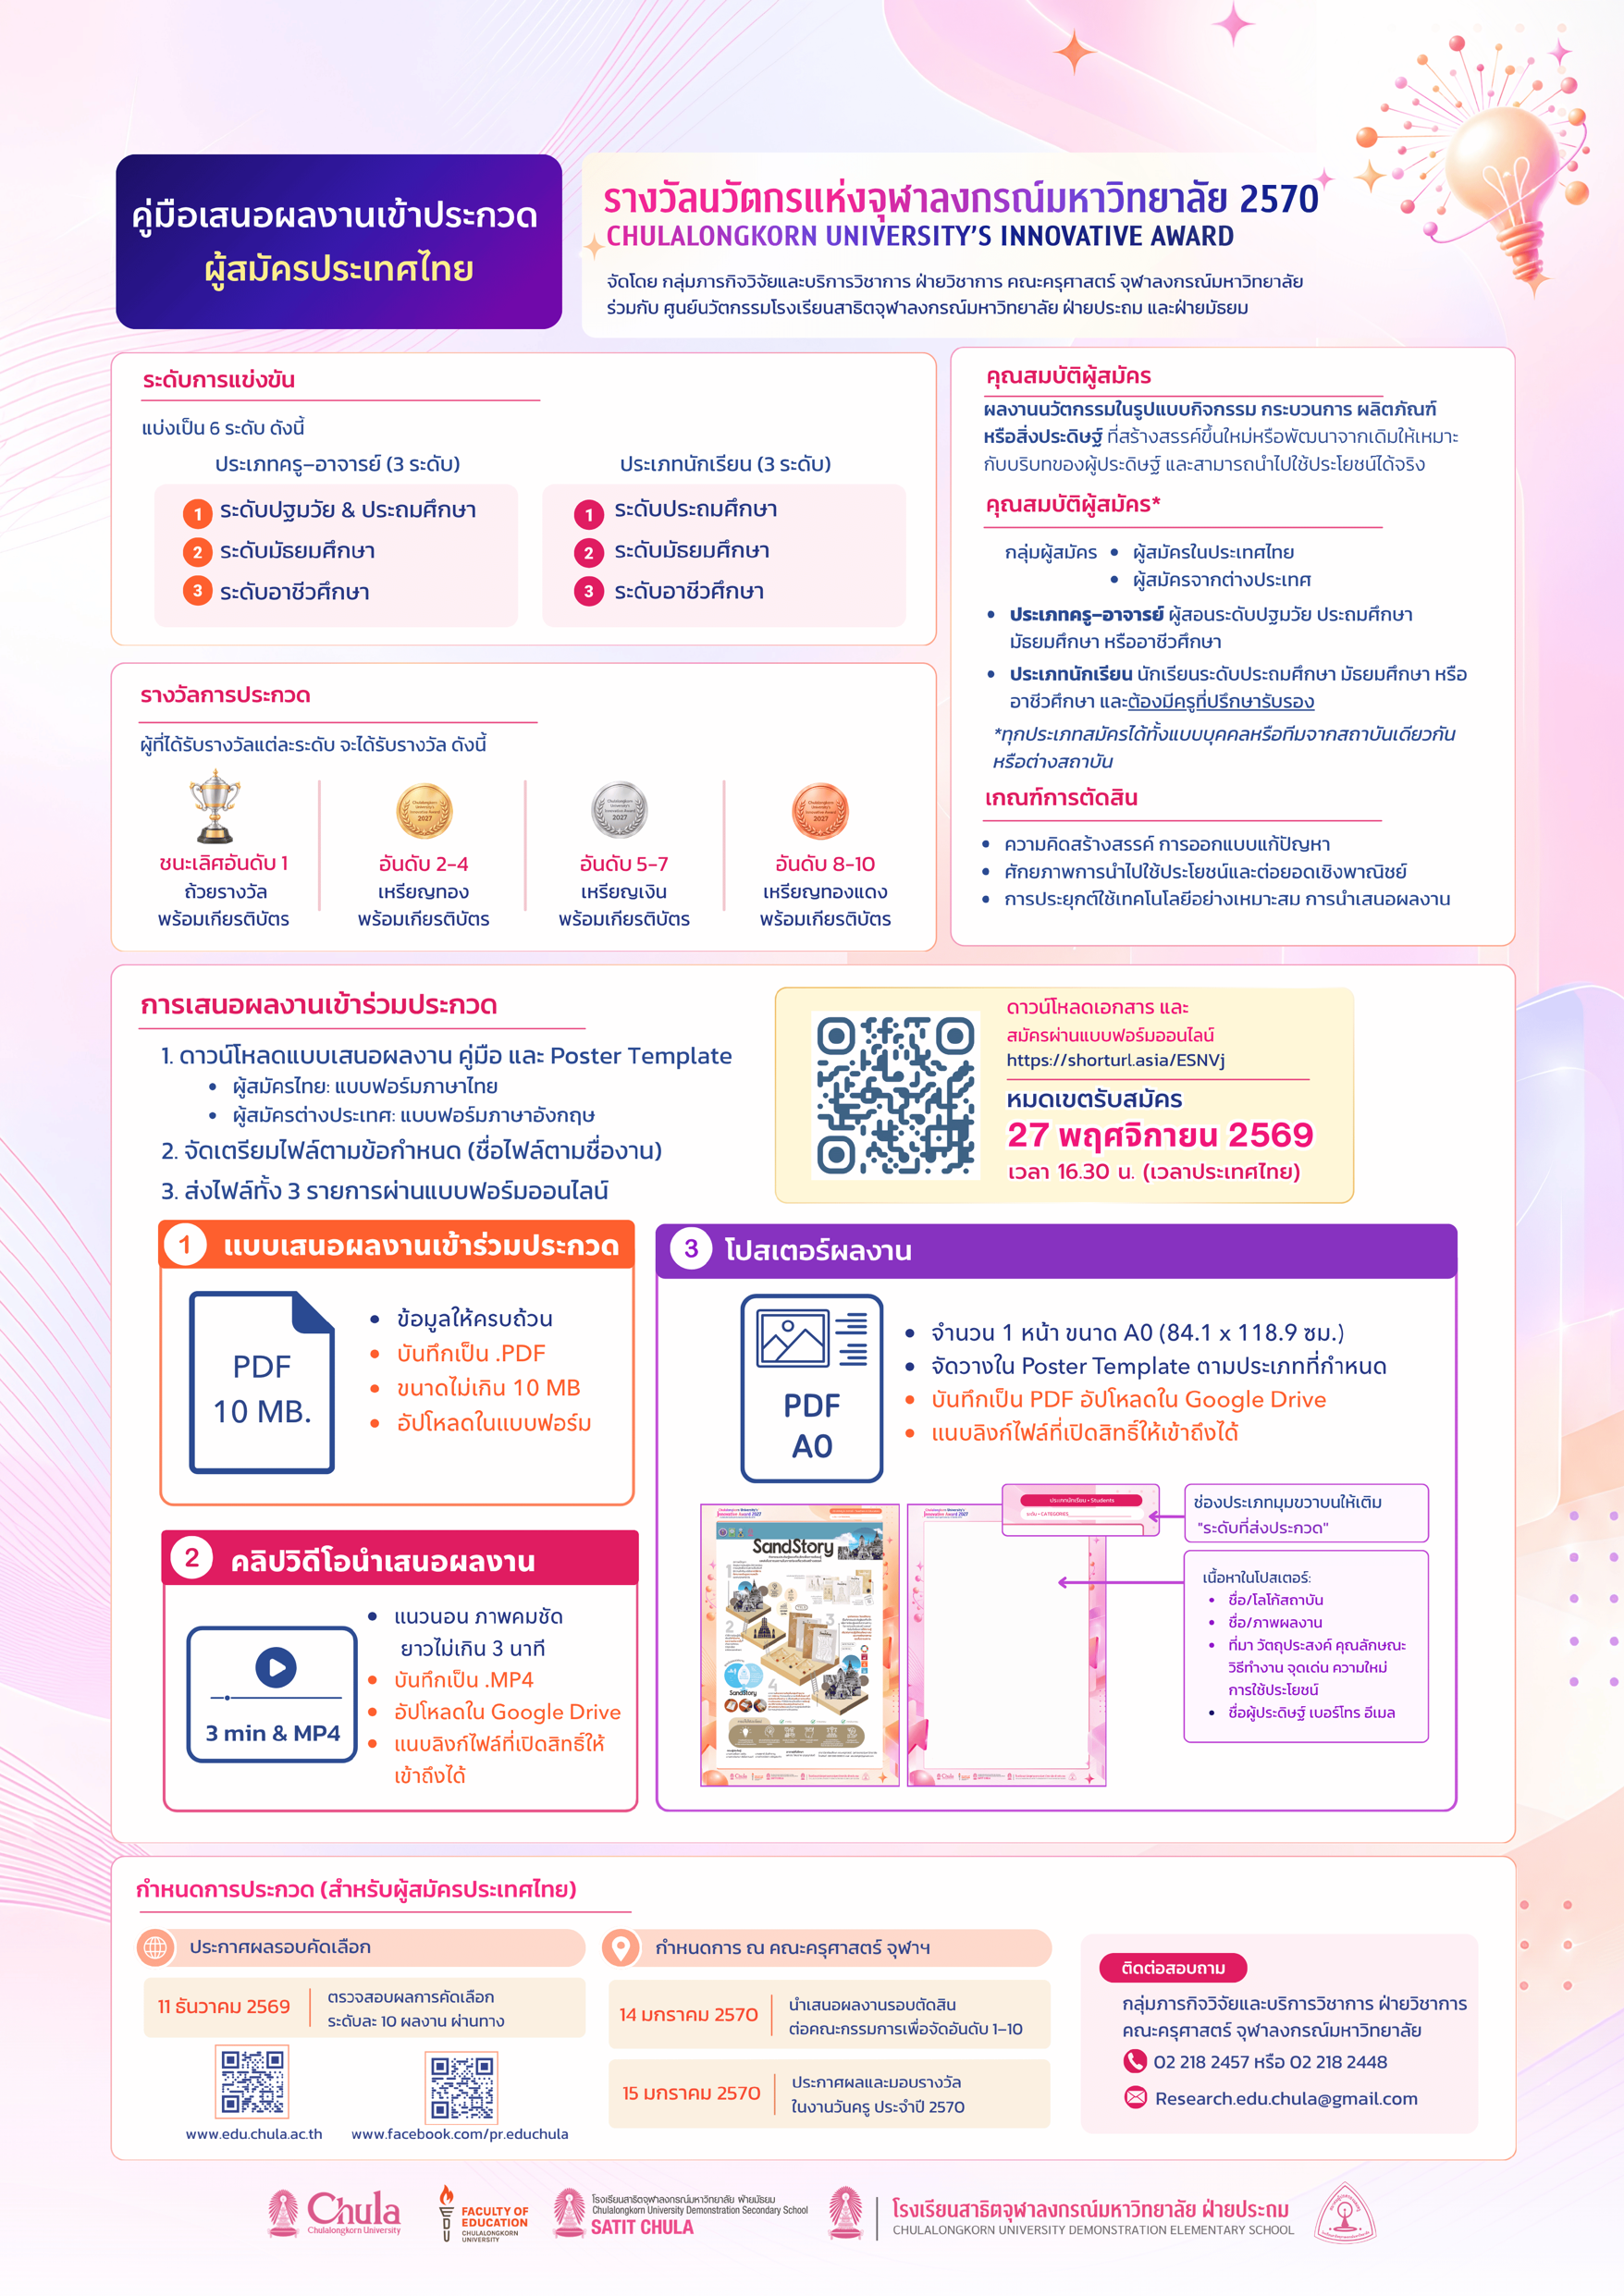 คู่มือเสนอผลงานเข้าประกวด
ผู้สมัครประเทศไทย
รางวัลนวัตกรแห่งจุฬาลงกรณ์มหาวิทยาลัย 2570
CHULALONGKORN UNIVERSITY'S INNOVATIVE AWARD
จัดโดย กลุ่มภารกิจวิจัยและบริการวิชาการ ฝ่ายวิชาการ คณะครุศาสตร์ จุฬาลงกรณ์มหาวิทยาลัย
ร่วมกับ ศูนย์นวัตกรรมโรงเรียนสาธิตจุฬาลงกรณ์มหาวิทยาลัย ฝ่ายประถม และฝ่ายมัธยม
ระดับการแข่งขัน
แบ่งเป็น 6 ระดับ ดังนี้
ประเภทครู–อาจารย์ (3 ระดับ)
1 ระดับปฐมวัย & ประถมศึกษา
2 ระดับมัธยมศึกษา
3 ระดับอาชีวศึกษา
ประเภทนักเรียน (3 ระดับ)
1 ระดับประถมศึกษา
2 ระดับมัธยมศึกษา
3 ระดับอาชีวศึกษา
รางวัลการประกวด
ผู้ที่ได้รับรางวัลแต่ละระดับ จะได้รับรางวัล ดังนี้
ชนะเลิศอันดับ 1
ถ้วยรางวัล
พร้อมเกียรติบัตร
อันดับ 2-4
เหรียญทอง
พร้อมเกียรติบัตร
อันดับ 5-7
เหรียญเงิน
พร้อมเกียรติบัตร
อันดับ 8-10
เหรียญทองแดง
พร้อมเกียรติบัตร
คุณสมบัติผู้สมัคร
ผลงานนวัตกรรมในรูปแบบกิจกรรม กระบวนการ ผลิตภัณฑ์
หรือสิ่งประดิษฐ์ ที่สร้างสรรค์ขึ้นใหม่หรือพัฒนาจากเดิมให้เหมาะ
กับบริบทของผู้ประดิษฐ์ และสามารถนำไปใช้ประโยชน์ได้จริง
คุณสมบัติผู้สมัคร*
กลุ่มผู้สมัคร • ผู้สมัครในประเทศไทย
• ผู้สมัครจากต่างประเทศ
• ประเภทครู–อาจารย์ ผู้สอนระดับปฐมวัย ประถมศึกษา
มัธยมศึกษา หรืออาชีวศึกษา
• ประเภทนักเรียน นักเรียนระดับประถมศึกษา มัธยมศึกษา หรือ
อาชีวศึกษา และต้องมีครูที่ปรึกษารับรอง
*ทุกประเภทสมัครได้ทั้งแบบบุคคลหรือทีมจากสถาบันเดียวกัน
หรือต่างสถาบัน
เกณฑ์การตัดสิน
• ความคิดสร้างสรรค์ การออกแบบแก้ปัญหา
• ศักยภาพการนำไปใช้ประโยชน์และต่อยอดเชิงพาณิชย์
• การประยุกต์ใช้เทคโนโลยีอย่างเหมาะสม การนำเสนอผลงาน
การเสนอผลงานเข้าร่วมประกวด
1. ดาวน์โหลดแบบเสนอผลงาน คู่มือ และ Poster Template
• ผู้สมัครไทย: แบบฟอร์มภาษาไทย
• ผู้สมัครต่างประเทศ: แบบฟอร์มภาษาอังกฤษ
2. จัดเตรียมไฟล์ตามข้อกำหนด (ชื่อไฟล์ตามชื่องาน)
3. ส่งไฟล์ทั้ง 3 รายการผ่านแบบฟอร์มออนไลน์
ดาวน์โหลดเอกสาร และ
สมัครผ่านแบบฟอร์มออนไลน์
https://shorturl.asia/ESNVj
หมดเขตรับสมัคร
27 พฤศจิกายน 2569
เวลา 16.30 น. (เวลาประเทศไทย)
1 แบบเสนอผลงานเข้าร่วมประกวด
PDF
10 MB.
• ข้อมูลให้ครบถ้วน
• บันทึกเป็น .PDF
• ขนาดไม่เกิน 10 MB
• อัปโหลดในแบบฟอร์ม
2 คลิปวิดีโอนำเสนอผลงาน
3 min & MP4
• แนวนอน ภาพคมชัด
ยาวไม่เกิน 3 นาที
• บันทึกเป็น .MP4
• อัปโหลดใน Google Drive
• แนบลิงก์ไฟล์ที่เปิดสิทธิ์ให้
เข้าถึงได้
3 โปสเตอร์ผลงาน
PDF
A0
• จำนวน 1 หน้า ขนาด A0 (84.1 x 118.9 ซม.)
• จัดวางใน Poster Template ตามประเภทที่กำหนด
• บันทึกเป็น PDF อัปโหลดใน Google Drive
• แนบลิงก์ไฟล์ที่เปิดสิทธิ์ให้เข้าถึงได้
SandStory
1
2
3
4
SandStory
Innovative Award 2027
ประเภทนักเรียน • Students
CATEGORIES
ช่องประเภทมุมขวาบนให้เติม
"ระดับที่ส่งประกวด"
เนื้อหาในโปสเตอร์:
• ชื่อ/โลโก้สถาบัน
• ชื่อ/ภาพผลงาน
• ที่มา วัตถุประสงค์ คุณลักษณะ
วิธีทำงาน จุดเด่น ความใหม่
การใช้ประโยชน์
• ชื่อผู้ประดิษฐ์ เบอร์โทร อีเมล
กำหนดการประกวด (สำหรับผู้สมัครประเทศไทย)
ประกาศผลรอบคัดเลือก
11 ธันวาคม 2569
ตรวจสอบผลการคัดเลือก
ระดับละ 10 ผลงาน ผ่านทาง
www.edu.chula.ac.th
www.facebook.com/pr.educhula
กำหนดการ ณ คณะครุศาสตร์ จุฬาฯ
14 มกราคม 2570
นำเสนอผลงานรอบตัดสิน
ต่อคณะกรรมการเพื่อจัดอันดับ 1–10
15 มกราคม 2570
ประกาศผลและมอบรางวัล
ในงานวันครู ประจำปี 2570
ติดต่อสอบถาม
กลุ่มภารกิจวิจัยและบริการวิชาการ ฝ่ายวิชาการ
คณะครุศาสตร์ จุฬาลงกรณ์มหาวิทยาลัย
02 218 2457 หรือ 02 218 2448
Research.edu.chula@gmail.com
Chula
Chulalongkorn University
EDU
FACULTY OF
EDUCATION
CHULALONGKORN
UNIVERSITY
โรงเรียนสาธิตจุฬาลงกรณ์มหาวิทยาลัย ฝ่ายมัธยม
Chulalongkorn University Demonstration Secondary School
SATIT CHULA
โรงเรียนสาธิตจุฬาลงกรณ์มหาวิทยาลัย ฝ่ายประถม
CHULALONGKORN UNIVERSITY DEMONSTRATION ELEMENTARY SCHOOL